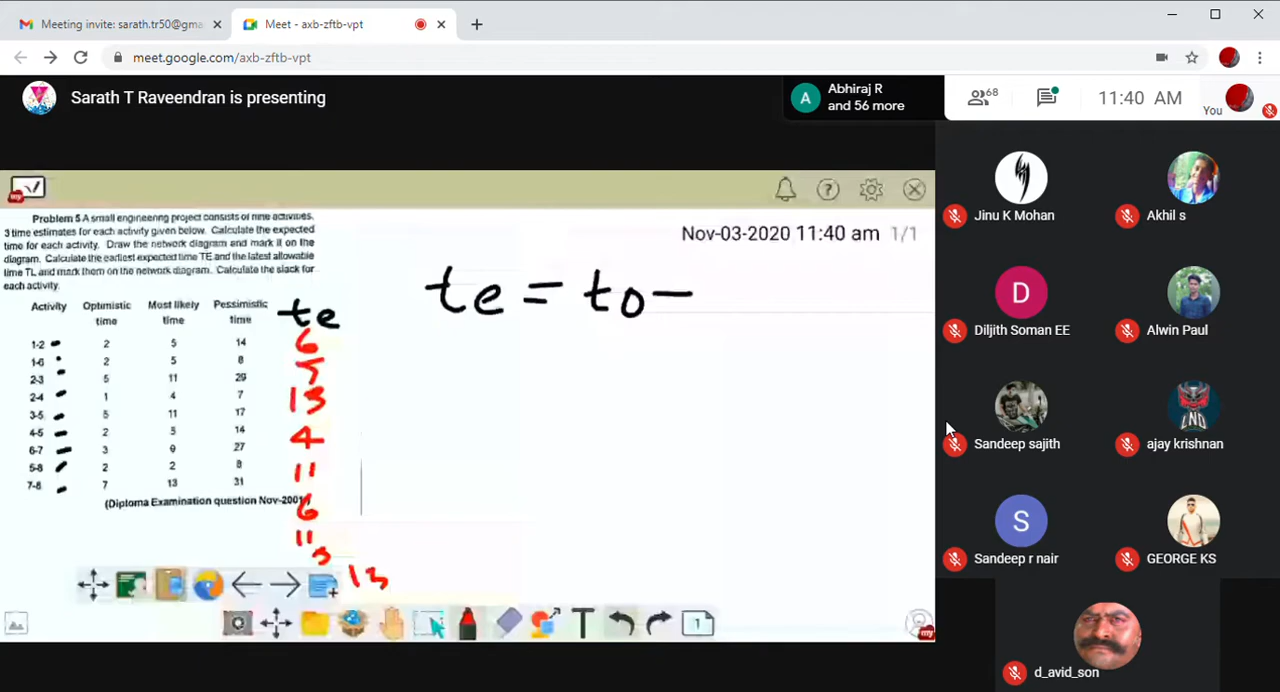 Meeting invite: sarath.tr50@gma
Meet - axb-zftb-vpt
meet.google.com/axb-zftb-vpt
Sarath T Raveendran is presenting
A
Abhiraj R
and 56 more
68
11:40 AM
You
Nov-03-2020 11:40 am 1/1
Problem 5 A small engineering project consists of nine activities.
3 time estimates for each activity given below. Calculate the expected
time for each activity. Draw the network diagram and mark it on the
diagram. Calculate the earliest expected time TE and the latest allowable
time TL and mark them on the network diagram. Calculate the slack for
each activity.
Activity Optimistic time Most likely time Pessimistic time te
1-2 2 5 14 6
1-6 2 5 8 5
2-3 5 11 29 13
2-4 1 4 7 4
3-5 5 11 17 11
4-5 2 5 14 6
6-7 3 9 27 11
5-8 2 2 8 3
7-8 7 13 31 13
(Diploma Examination question Nov-2001)
te = to –
my
T
1
my
Jinu K Mohan
Akhil s
D
Diljith Soman EE
Alwin Paul
Sandeep sajith
LND
ajay krishnan
S
Sandeep r nair
GEORGE KS
d_avid_son